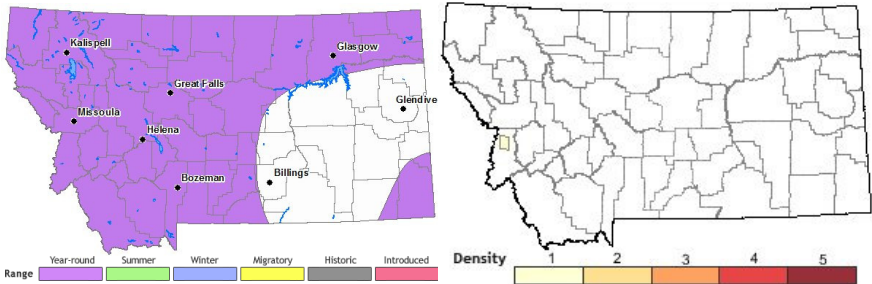 Kalispell
Glasgow
Great Falls
Glendive
Missoula
Helena
Bozeman
Billings
Year-round Summer Winter Migratory Historic Introduced
Range
Density 1 2 3 4 5